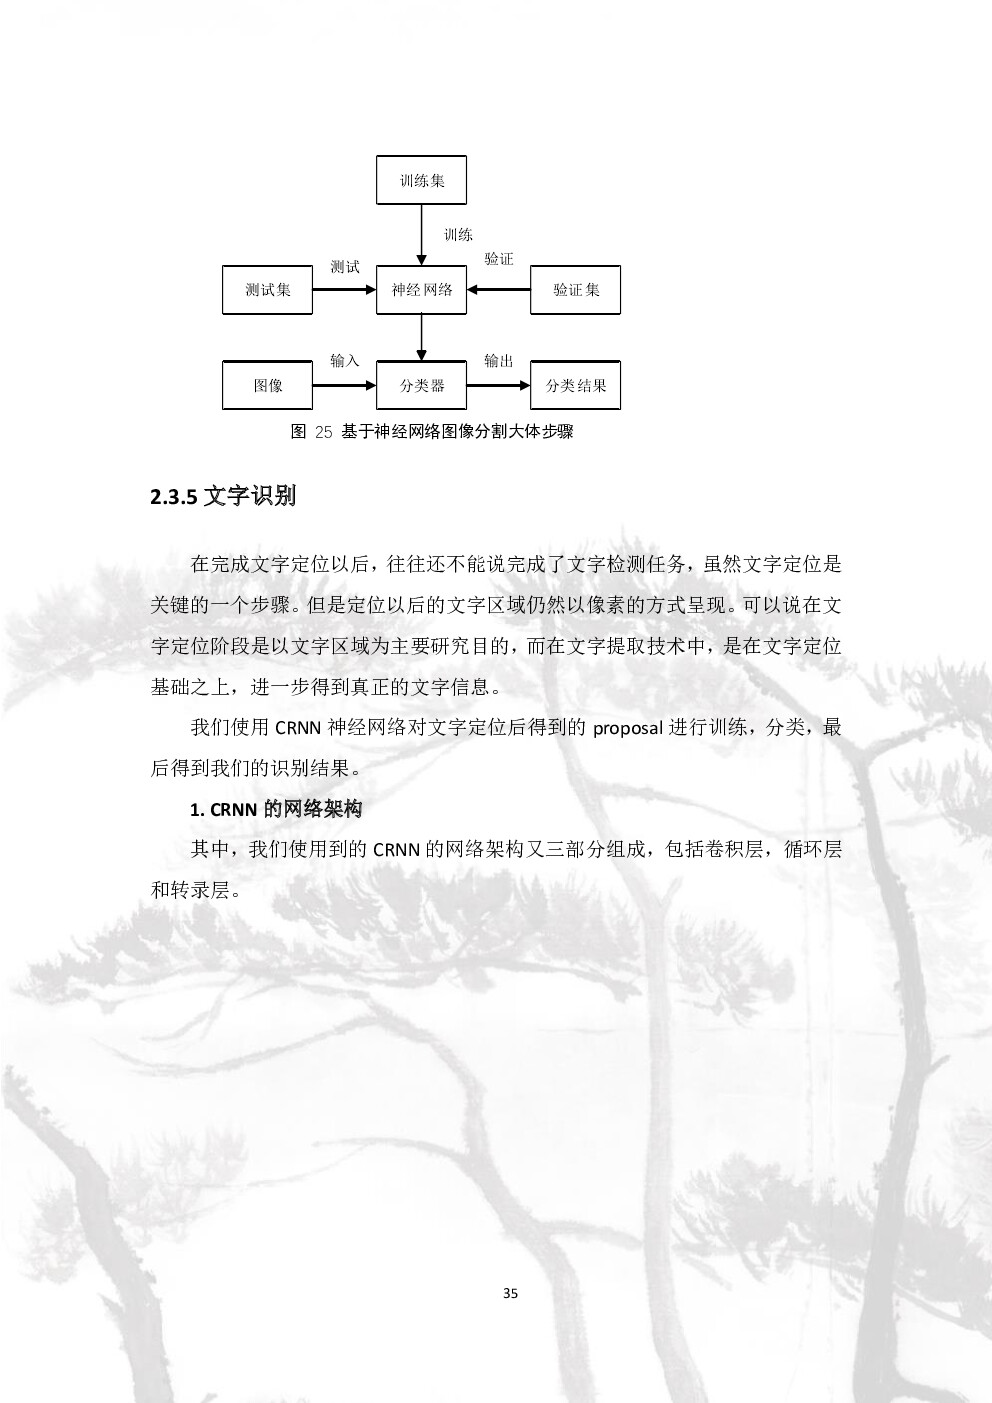 训练集
训练
验证
测试
测试集
神经网络
验证集
输入
输出
图像
分类器
分类结果
图 25 基于神经网络图像分割大体步骤
2.3.5 文字识别
在完成文字定位以后，往往还不能说完成了文字检测任务，虽然文字定位是
关键的一个步骤。但是定位以后的文字区域仍然以像素的方式呈现。可以说在文
字定位阶段是以文字区域为主要研究目的，而在文字提取技术中，是在文字定位
基础之上，进一步得到真正的文字信息。
我们使用 CRNN 神经网络对文字定位后得到的 proposal 进行训练，分类，最
后得到我们的识别结果。
1. CRNN 的网络架构
其中，我们使用到的 CRNN 的网络架构又三部分组成，包括卷积层，循环层
和转录层。
35